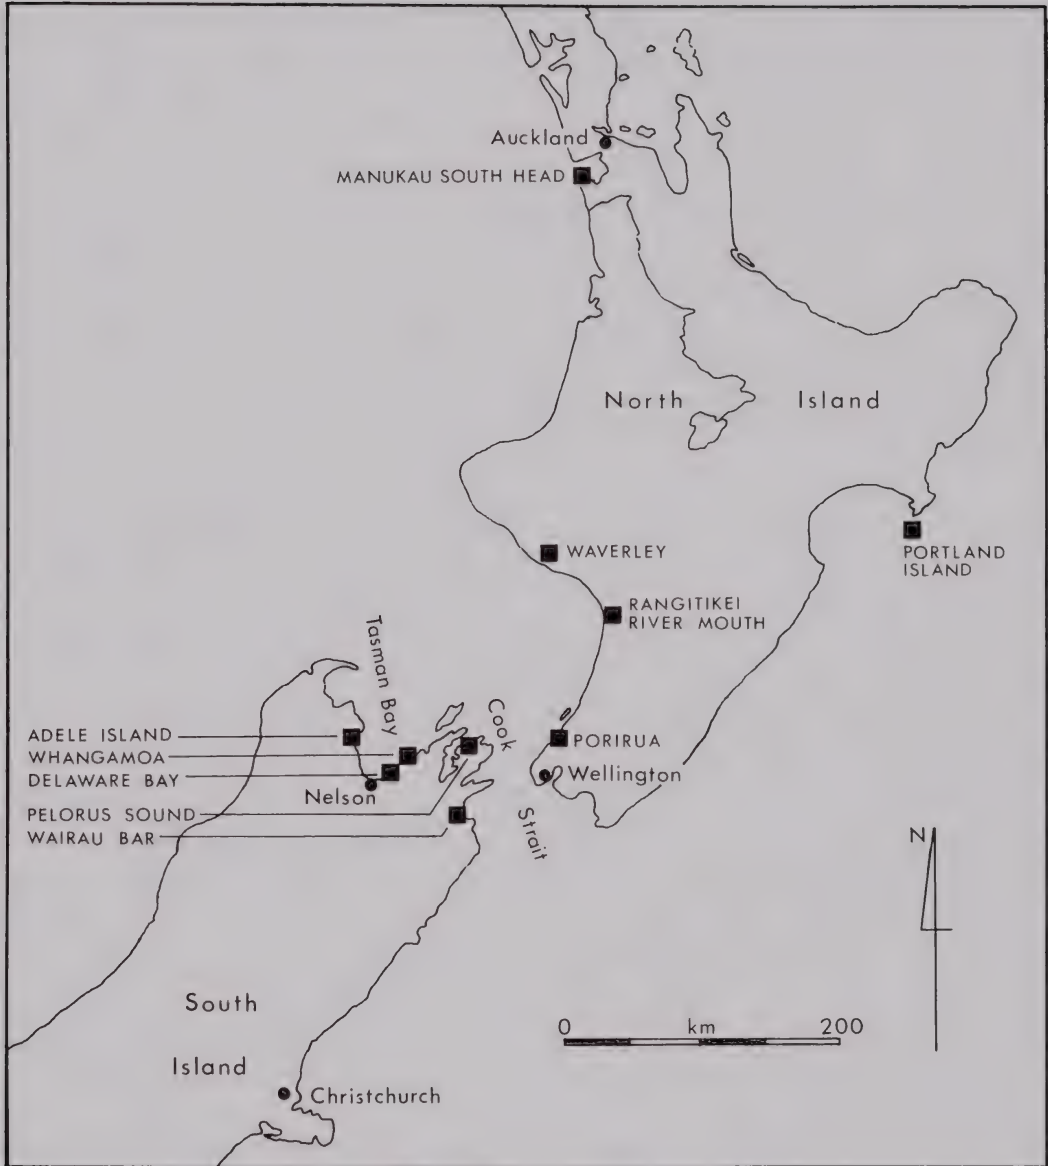 Auckland
MANUKAU SOUTH HEAD
North Island
WAVERLEY
PORTLAND
ISLAND
RANGITIKEI
RIVER MOUTH
Tasman Bay
Cook
Strait
ADELE ISLAND
WHANGAMOA
DELAWARE BAY
Nelson
PELORUS SOUND
WAIRAU BAR
PORIRUA
Wellington
N
South
Island
0 km 200
Christchurch